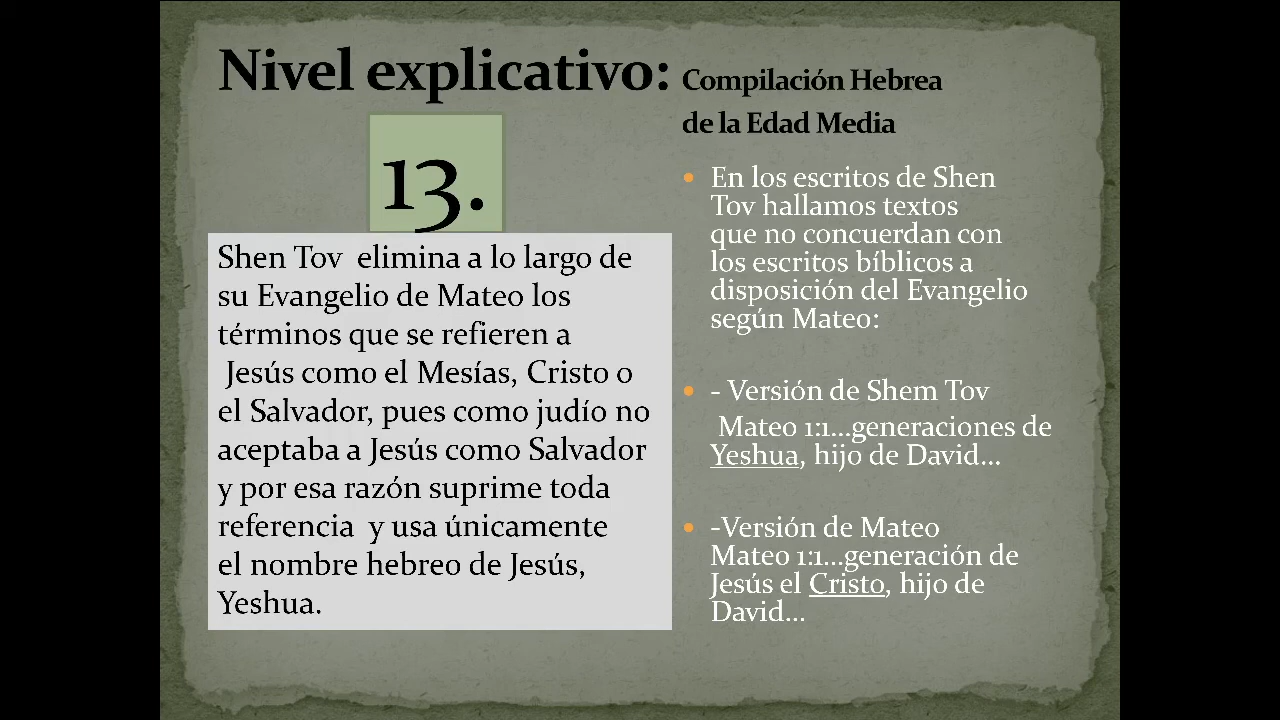 Nivel explicativo: Compilación Hebrea
de la Edad Media
13.
Shen Tov elimina a lo largo de
su Evangelio de Mateo los
términos que se refieren a
Jesús como el Mesías, Cristo o
el Salvador, pues como judío no
aceptaba a Jesús como Salvador
y por esa razón suprime toda
referencia y usa únicamente
el nombre hebreo de Jesús,
Yeshua.
• En los escritos de Shen
Tov hallamos textos
que no concuerdan con
los escritos bíblicos a
disposición del Evangelio
según Mateo:
• - Versión de Shem Tov
Mateo 1:1...generaciones de
Yeshua, hijo de David...
• -Versión de Mateo
Mateo 1:1...generación de
Jesús el Cristo, hijo de
David...